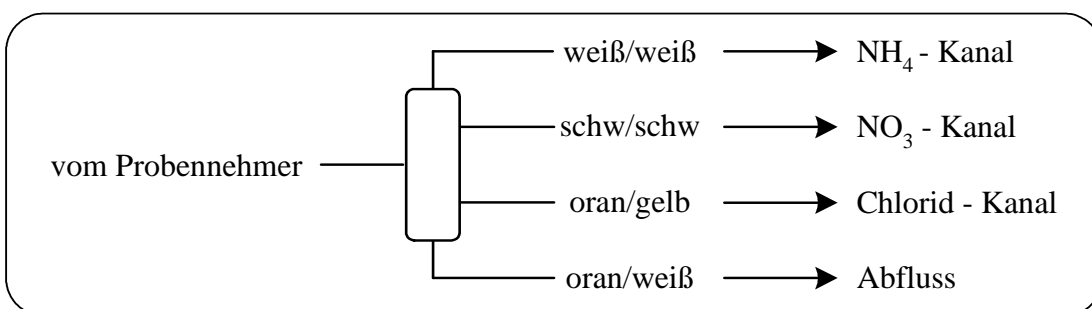 weiß/weiß NH₄ - Kanal
schw/schw NO₃ - Kanal
vom Probennehmer
oran/gelb Chlorid - Kanal
oran/weiß Abfluss